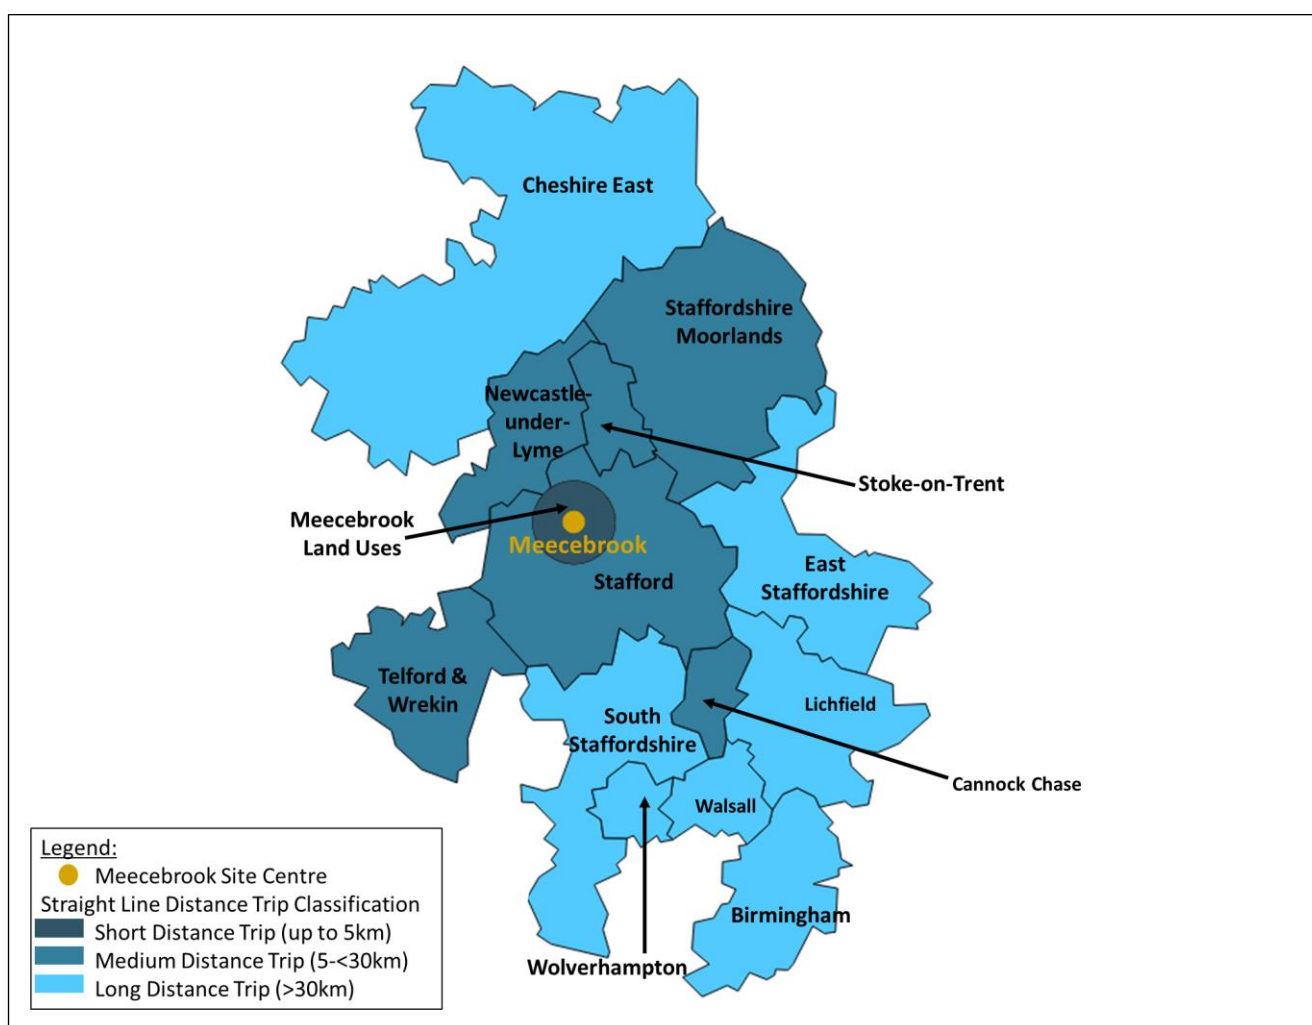 Cheshire East
Staffordshire
Moorlands
Newcastle-
under-
Lyme
Stoke-on-Trent
Meecebrook
Land Uses
Meecebrook
Stafford
East
Staffordshire
Telford &
Wrekin
South
Staffordshire
Lichfield
Cannock Chase
Walsall
Birmingham
Wolverhampton
Legend:
Meecebrook Site Centre
Straight Line Distance Trip Classification
Short Distance Trip (up to 5km)
Medium Distance Trip (5-<30km)
Long Distance Trip (>30km)